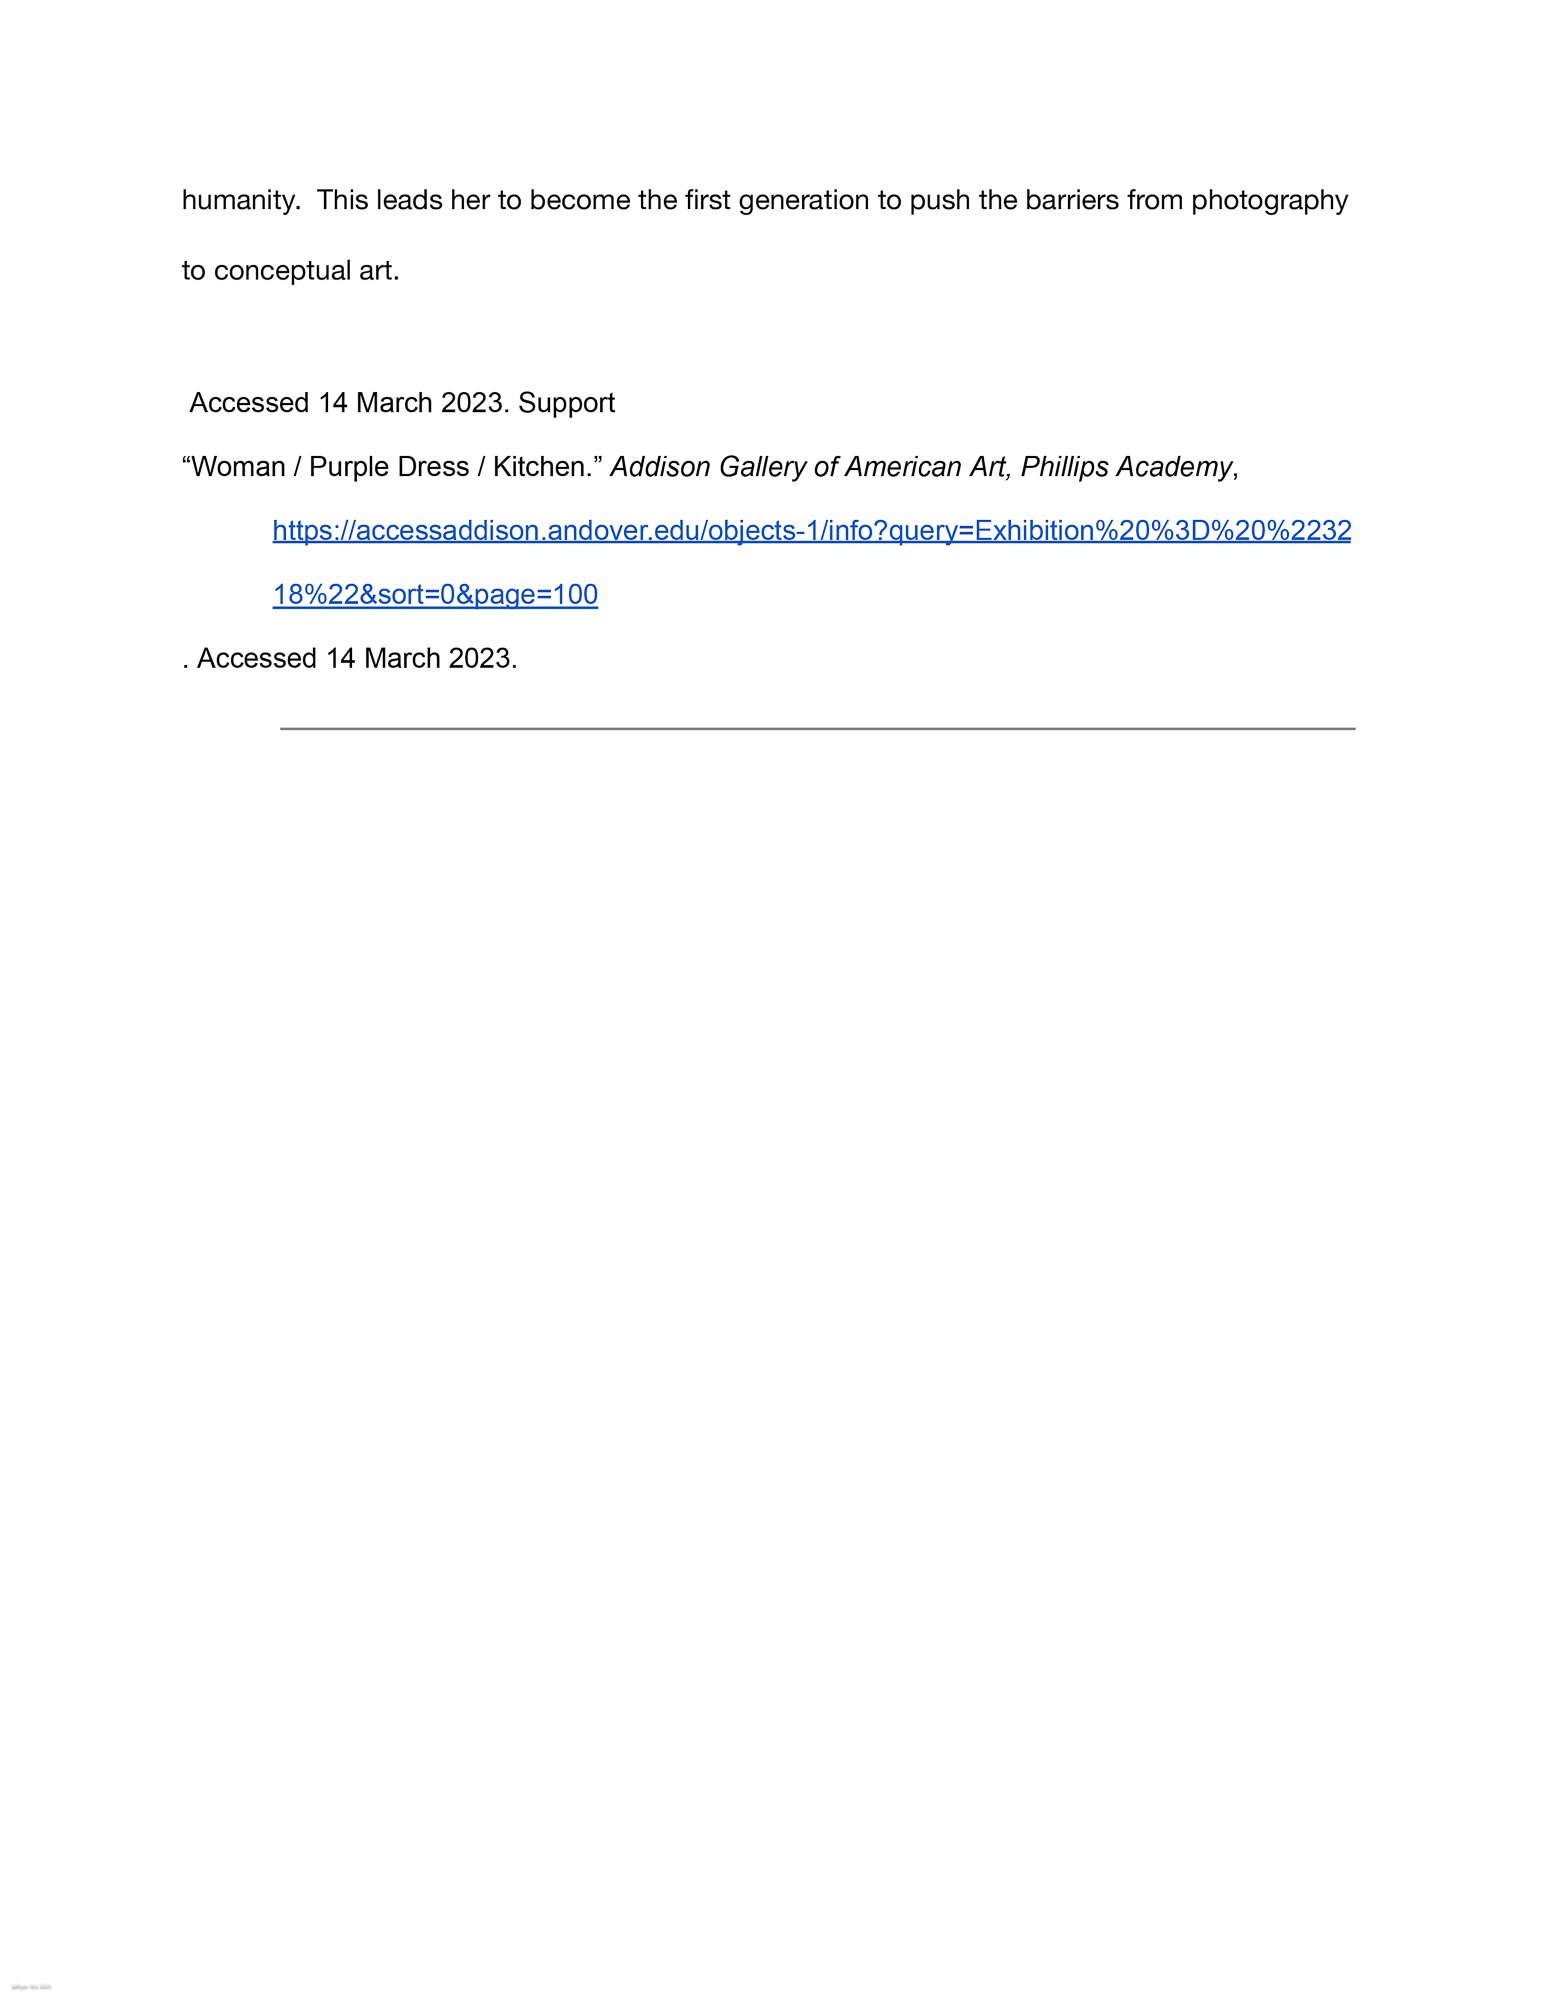 humanity.  This leads her to become the first generation to push the barriers from photography
to conceptual art.
Accessed 14 March 2023. Support
“Woman / Purple Dress / Kitchen.” Addison Gallery of American Art, Phillips Academy,
https://accessaddison.andover.edu/objects-1/info?query=Exhibition%20%3D%20%2232
18%22&sort=0&page=100
. Accessed 14 March 2023.